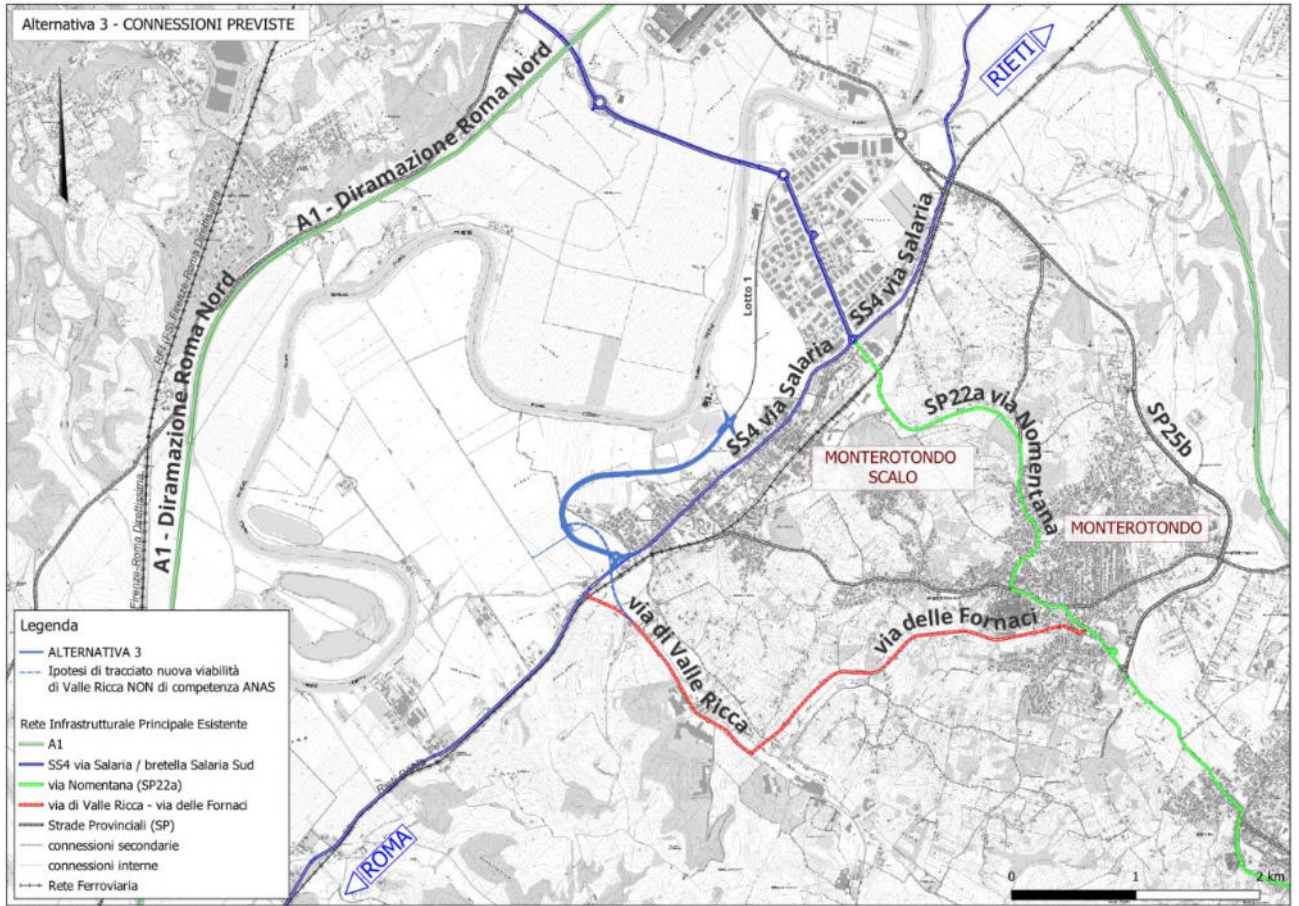 Alternativa 3 - CONNESSIONI PREVISTE
RIETI
A1 - Diramazione Roma Nord
A1 - Diramazione Roma Nord
SS4 via Salaria
SS4 via Salaria
Lotto 1
SP22a via Nomentana
SP25b
MONTEROTONDO
SCALO
MONTEROTONDO
via di Valle Ricca
via delle Fornaci
ROMA
Legenda
ALTERNATIVA 3
Ipotesi di tracciato nuova viabilità
di Valle Ricca NON di competenza ANAS
Rete Infrastrutturale Principale Esistente
A1
SS4 via Salaria / bretella Salaria Sud
via Nomentana (SP22a)
via di Valle Ricca - via delle Fornaci
Strade Provinciali (SP)
connessioni secondarie
connessioni interne
Rete Ferroviaria
0 1 2 km